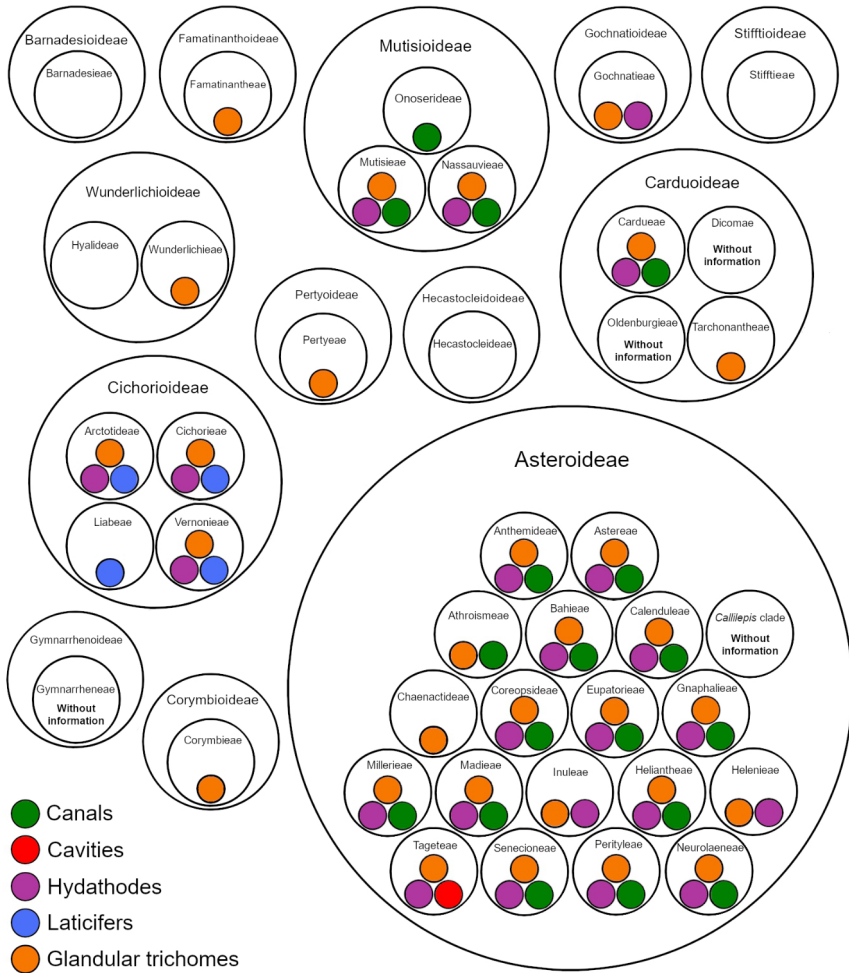 Barnadesioideae
Barnadesieae
Famatinanthoideae
Famatinantheae
Mutisioideae
Onoserideae
Mutisieae
Nassauvieae
Gochnatioideae
Gochnatieae
Stifftioideae
Stifftieae
Wunderlichioideae
Hyalideae
Wunderlichieae
Pertyoideae
Pertyeae
Hecastocleidoideae
Hecastocleideae
Carduoideae
Cardueae
Dicomae
Without
information
Oldenburgieae
Without
information
Tarchonantheae
Cichorioideae
Arctotideae
Cichorieae
Liabeae
Vernonieae
Gymnarrhenoideae
Gymnarrheneae
Without
information
Corymbioideae
Corymbieae
Asteroideae
Anthemideae
Astereae
Athroismeae
Bahieae
Calenduleae
Callilepis clade
Without
information
Chaenactideae
Coreopsideae
Eupatorieae
Gnaphalieae
Millerieae
Madieae
Inuleae
Heliantheae
Helenieae
Tageteae
Senecioneae
Perityleae
Neurolaeneae
Canals
Cavities
Hydathodes
Laticifers
Glandular trichomes